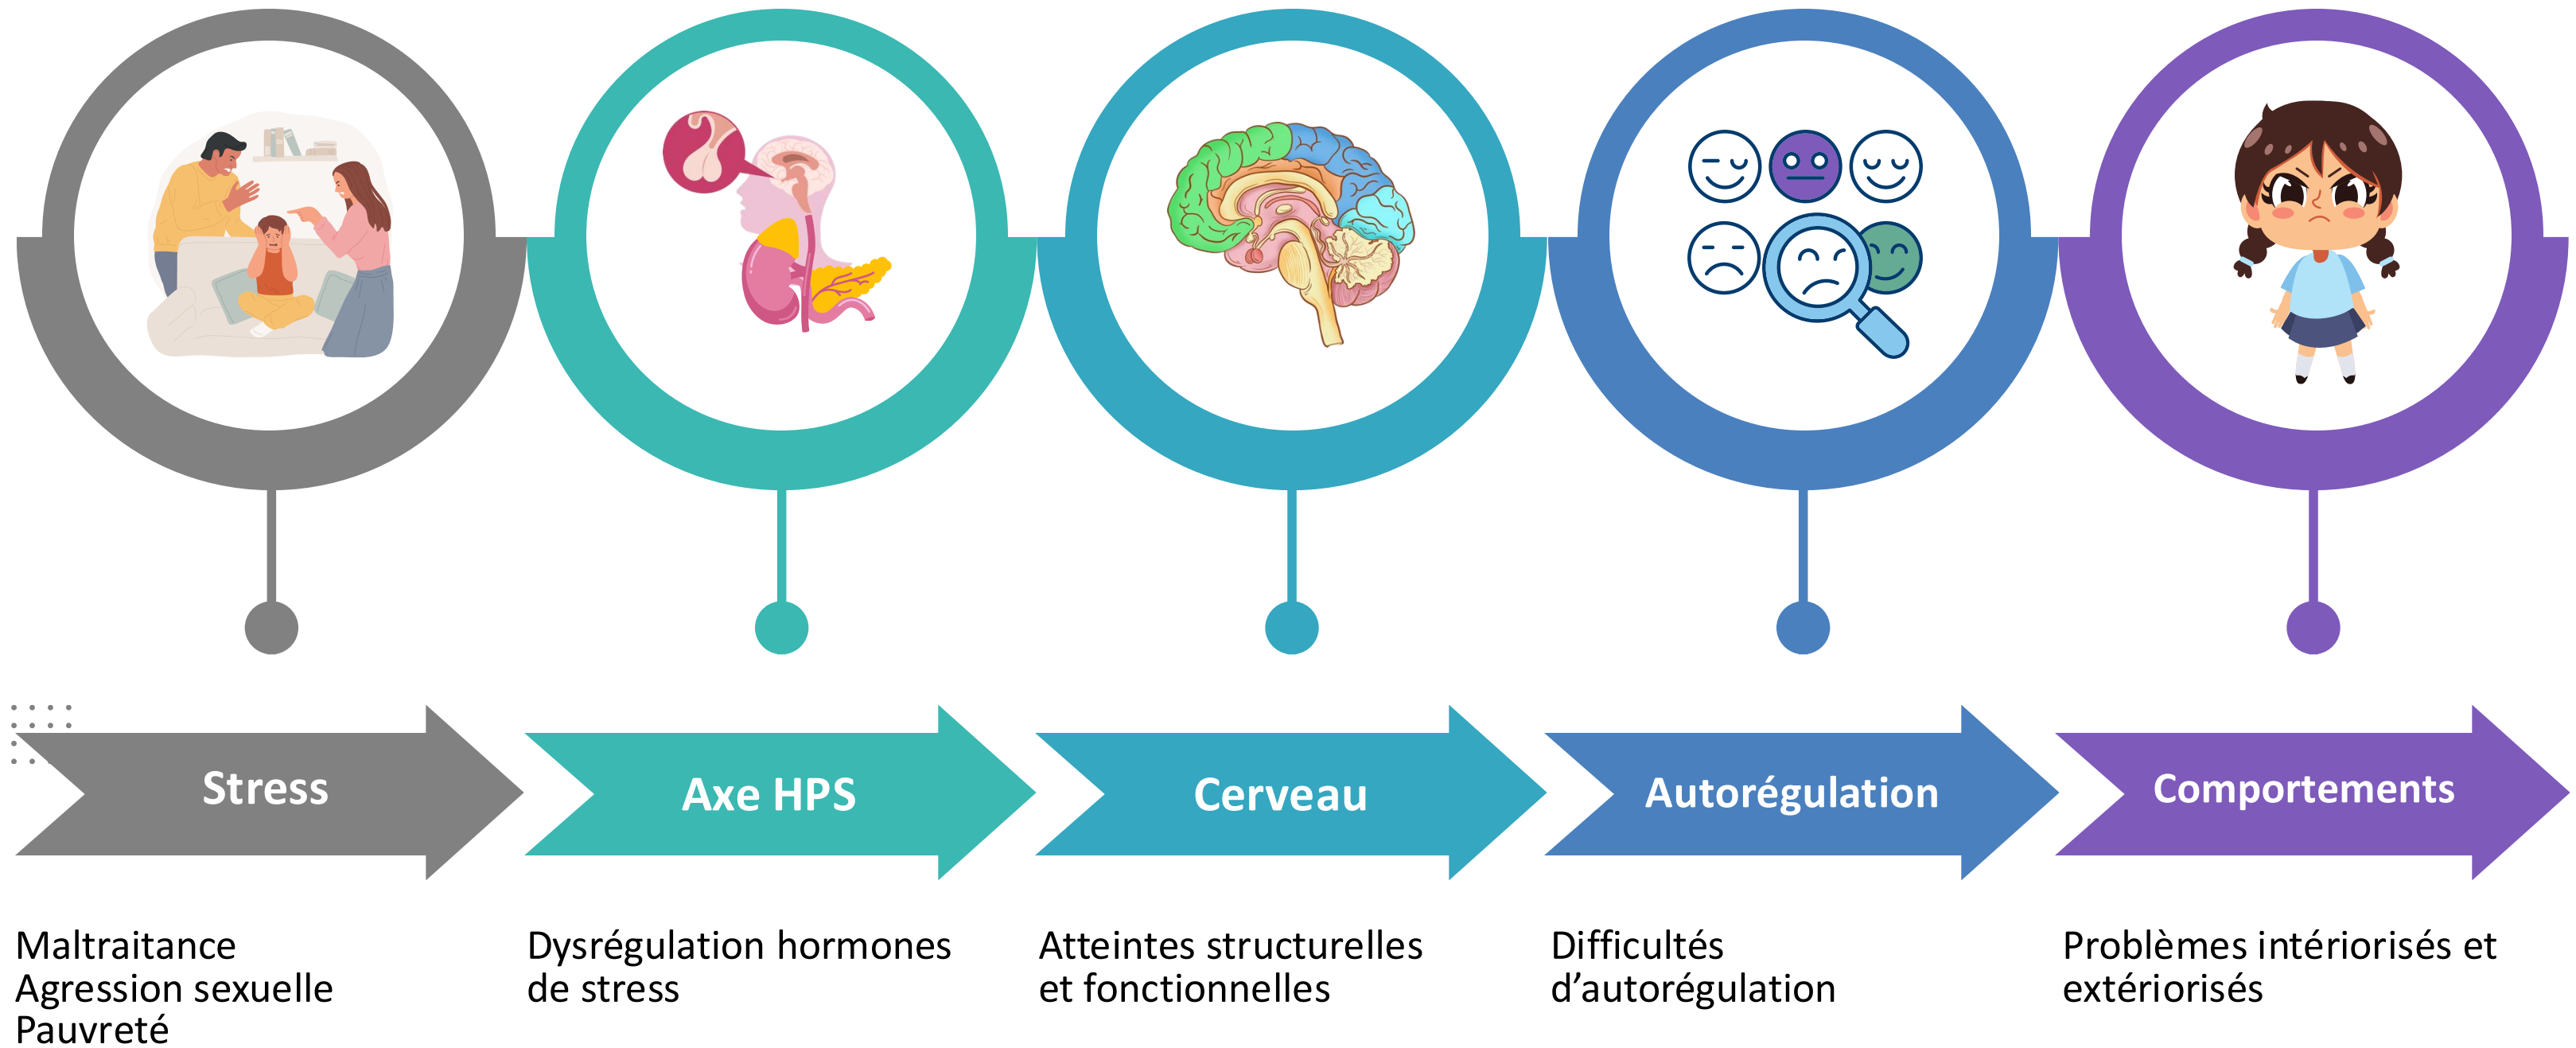 Stress
Axe HPS
Cerveau
Autorégulation
Comportements
Maltraitance
Agression sexuelle
Pauvreté
Dysrégulation hormones
de stress
Atteintes structurelles
et fonctionnelles
Difficultés
d’autorégulation
Problèmes intériorisés et
extériorisés